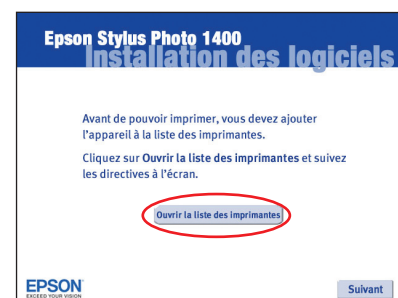 Epson Stylus Photo 1400
Installation des logiciels
Avant de pouvoir imprimer, vous devez ajouter
l'appareil à la liste des imprimantes.
Cliquez sur Ouvrir la liste des imprimantes et suivez
les directives à l'écran.
Ouvrir la liste des imprimantes
EPSON
EXCEED YOUR VISION
Suivant